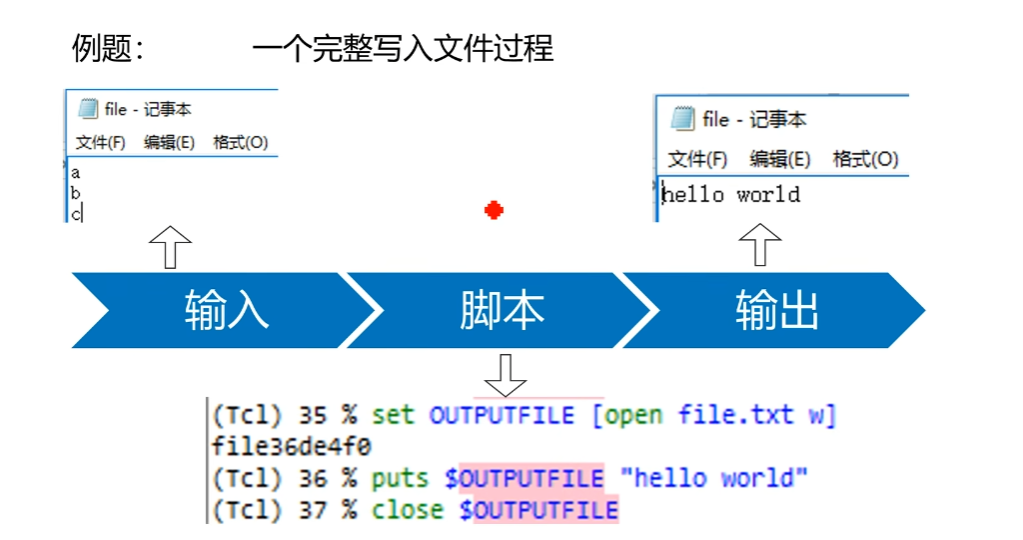 例题: 一个完整写入文件过程
file - 记事本
文件(F) 编辑(E) 格式(O)
a
b
c
file - 记事本
文件(F) 编辑(E) 格式(O)
hello world
输入 脚本 输出
(Tcl) 35 % set OUTPUTFILE [open file.txt w]
file36de4f0
(Tcl) 36 % puts $OUTPUTFILE "hello world"
(Tcl) 37 % close $OUTPUTFILE